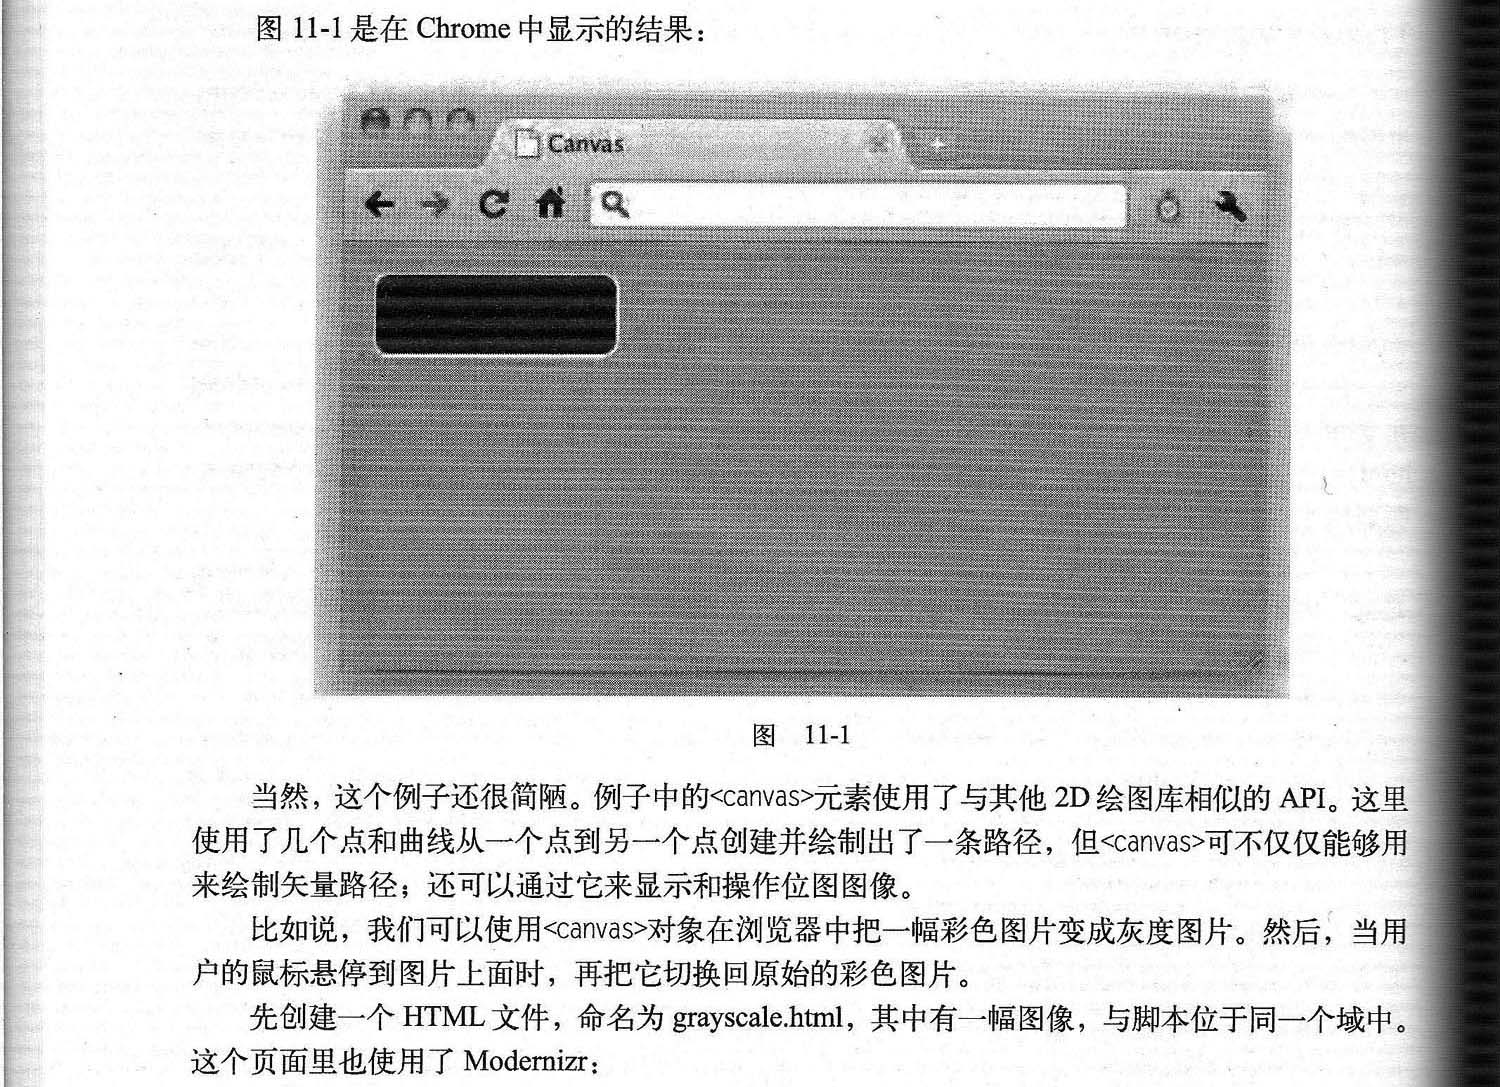 图 11-1 是在 Chrome 中显示的结果：
Canvas
图 11-1
当然，这个例子还很简陋。例子中的<canvas>元素使用了与其他 2D 绘图库相似的 API。这里
使用了几个点和曲线从一个点到另一个点创建并绘制出了一条路径，但<canvas>可不仅仅能够用
来绘制矢量路径；还可以通过它来显示和操作位图图像。
比如说，我们可以使用<canvas>对象在浏览器中把一幅彩色图片变成灰度图片。然后，当用
户的鼠标悬停到图片上面时，再把它切换回原始的彩色图片。
先创建一个 HTML 文件，命名为 grayscale.html，其中有一幅图像，与脚本位于同一个域中。
这个页面里也使用了 Modernizr：